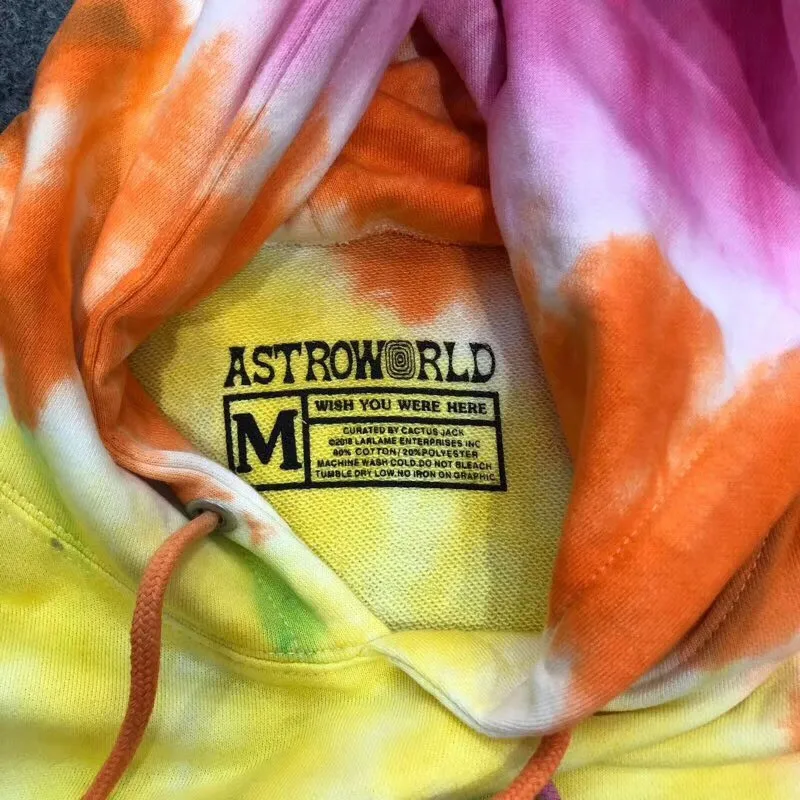 ASTROWORLD
M
WISH YOU WERE HERE
CURATED BY CACTUS JACK
©2018 LARLAME ENTERPRISES INC
80% COTTON/20%POLYESTER
MACHINE WASH COLD.DO NOT BLEACH
TUMBLE DRY LOW.NO IRON ON GRAPHIC.